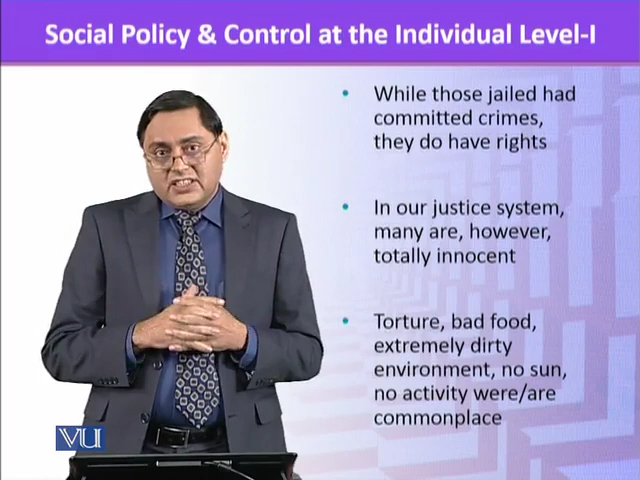 Social Policy & Control at the Individual Level-I
• While those jailed had
committed crimes,
they do have rights
• In our justice system,
many are, however,
totally innocent
• Torture, bad food,
extremely dirty
environment, no sun,
no activity were/are
commonplace
VU